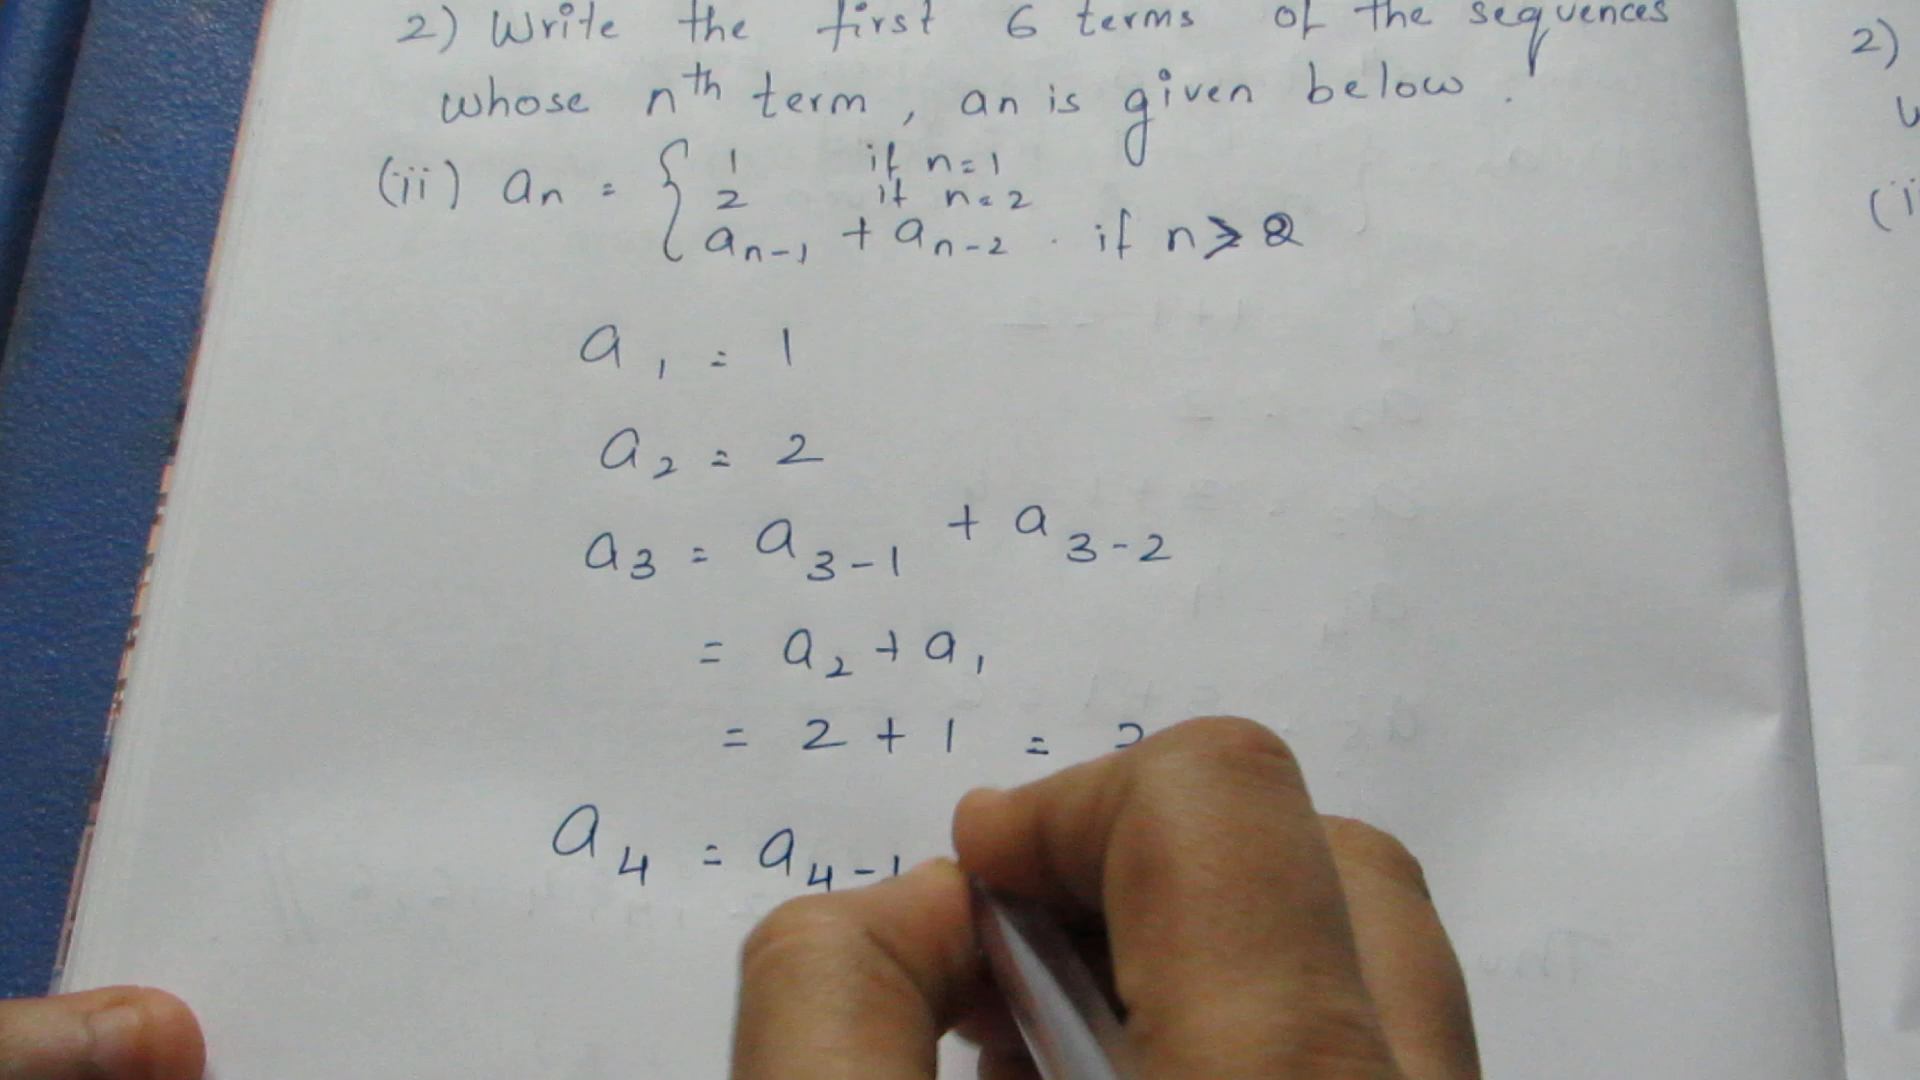 2) Write the first 6 terms of the sequences
whose nth term, an is given below.
(ii) an = { 1 if n=1
2 if n=2
an-1 + an-2 . if n>2
a1 = 1
a2 = 2
a3 = a3-1 + a3-2
= a2 + a1
= 2 + 1 =
a4 = a4-1
2)
(i